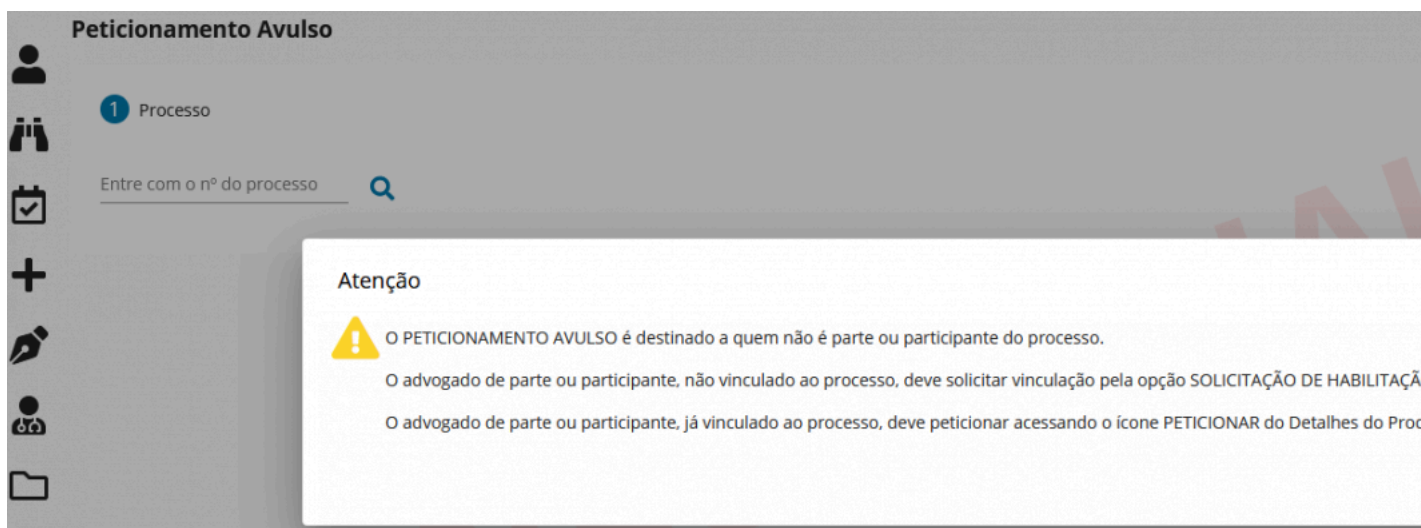 Peticionamento Avulso
1 Processo
Entre com o nº do processo
Atenção
O PETICIONAMENTO AVULSO é destinado a quem não é parte ou participante do processo.
O advogado de parte ou participante, não vinculado ao processo, deve solicitar vinculação pela opção SOLICITAÇÃO DE HABILITAÇÃ
O advogado de parte ou participante, já vinculado ao processo, deve peticionar acessando o ícone PETICIONAR do Detalhes do Proc